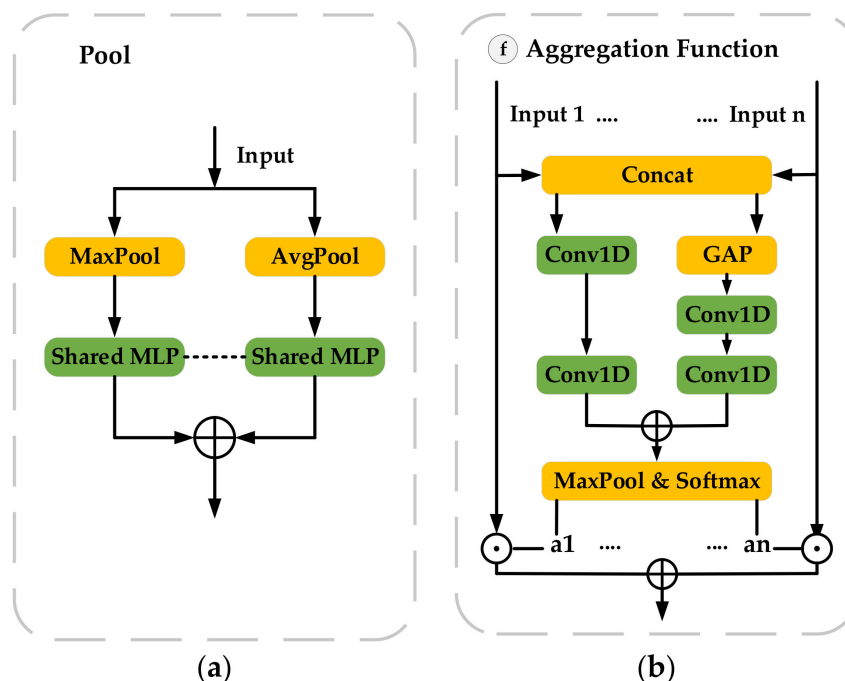 Pool
Input
MaxPool
AvgPool
Shared MLP
Shared MLP
(a)
f Aggregation Function
Input 1 .... .... Input n
Concat
Conv1D
GAP
Conv1D
Conv1D
Conv1D
MaxPool & Softmax
a1 .... .... an
(b)